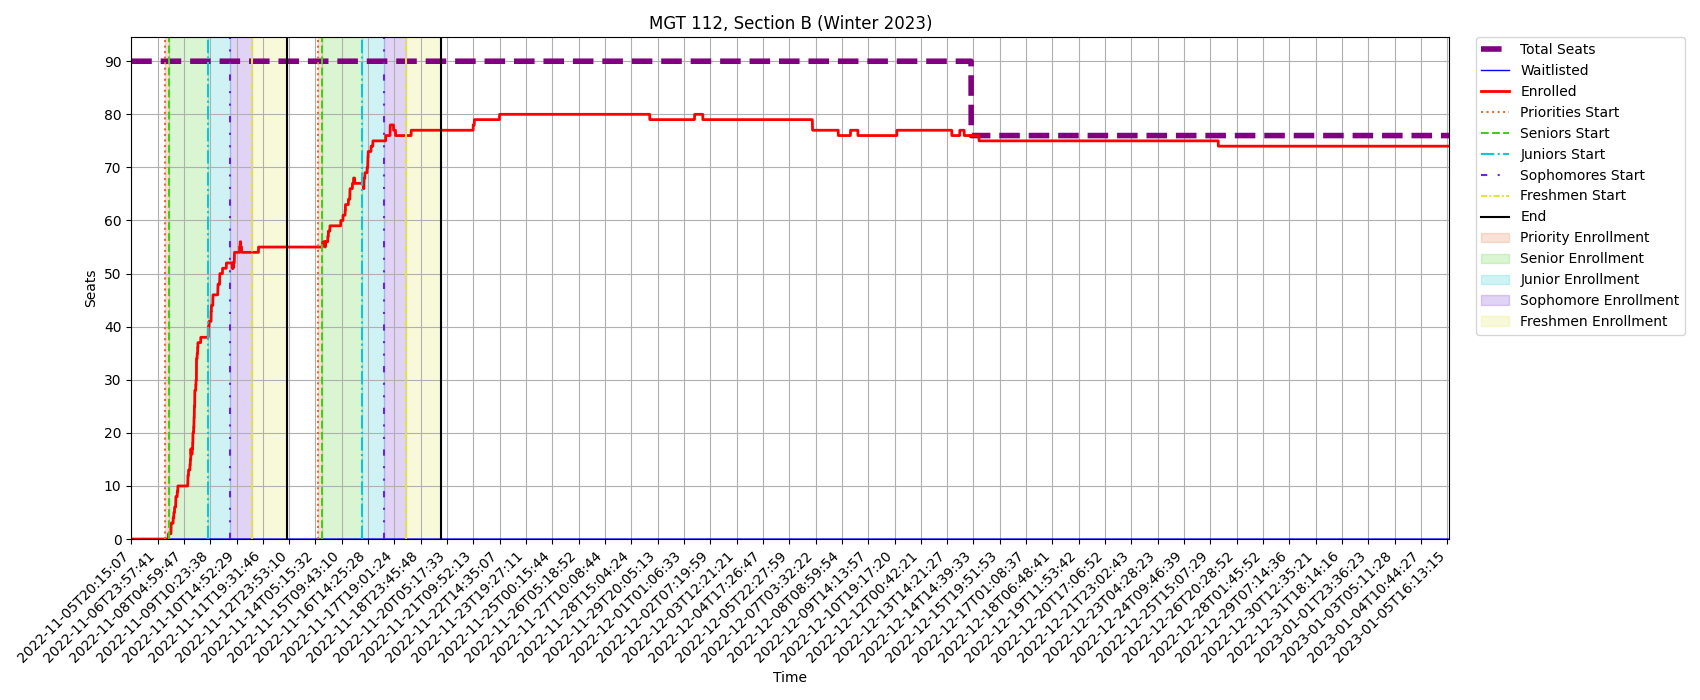 MGT 112, Section B (Winter 2023)
Seats
90
80
70
60
50
40
30
20
10
0
2022-11-05T20:15:07
2022-11-06T23:57:41
2022-11-08T04:59:47
2022-11-09T10:23:38
2022-11-10T14:52:29
2022-11-11T19:31:46
2022-11-12T23:53:10
2022-11-14T05:15:32
2022-11-15T09:43:10
2022-11-16T14:25:28
2022-11-17T19:01:24
2022-11-18T23:45:48
2022-11-20T05:17:33
2022-11-21T09:52:13
2022-11-22T14:35:07
2022-11-23T19:27:11
2022-11-25T00:15:44
2022-11-26T05:18:52
2022-11-27T10:08:44
2022-11-28T15:04:24
2022-11-29T20:05:13
2022-12-01T01:06:33
2022-12-02T07:19:59
2022-12-03T12:21:21
2022-12-04T17:26:47
2022-12-05T22:27:59
2022-12-07T03:32:22
2022-12-08T08:59:54
2022-12-09T14:13:57
2022-12-10T19:17:20
2022-12-12T00:42:21
2022-12-13T14:21:27
2022-12-14T14:39:33
2022-12-15T19:51:53
2022-12-17T01:08:37
2022-12-18T06:48:41
2022-12-19T11:53:42
2022-12-20T17:06:52
2022-12-21T23:02:43
2022-12-23T04:28:23
2022-12-24T09:46:39
2022-12-25T15:07:29
2022-12-26T20:28:52
2022-12-28T01:45:52
2022-12-29T07:14:36
2022-12-30T12:35:21
2022-12-31T18:14:16
2023-01-01T23:36:23
2023-01-03T05:11:28
2023-01-04T10:44:27
2023-01-05T16:13:15
Time
Total Seats
Waitlisted
Enrolled
Priorities Start
Seniors Start
Juniors Start
Sophomores Start
Freshmen Start
End
Priority Enrollment
Senior Enrollment
Junior Enrollment
Sophomore Enrollment
Freshmen Enrollment